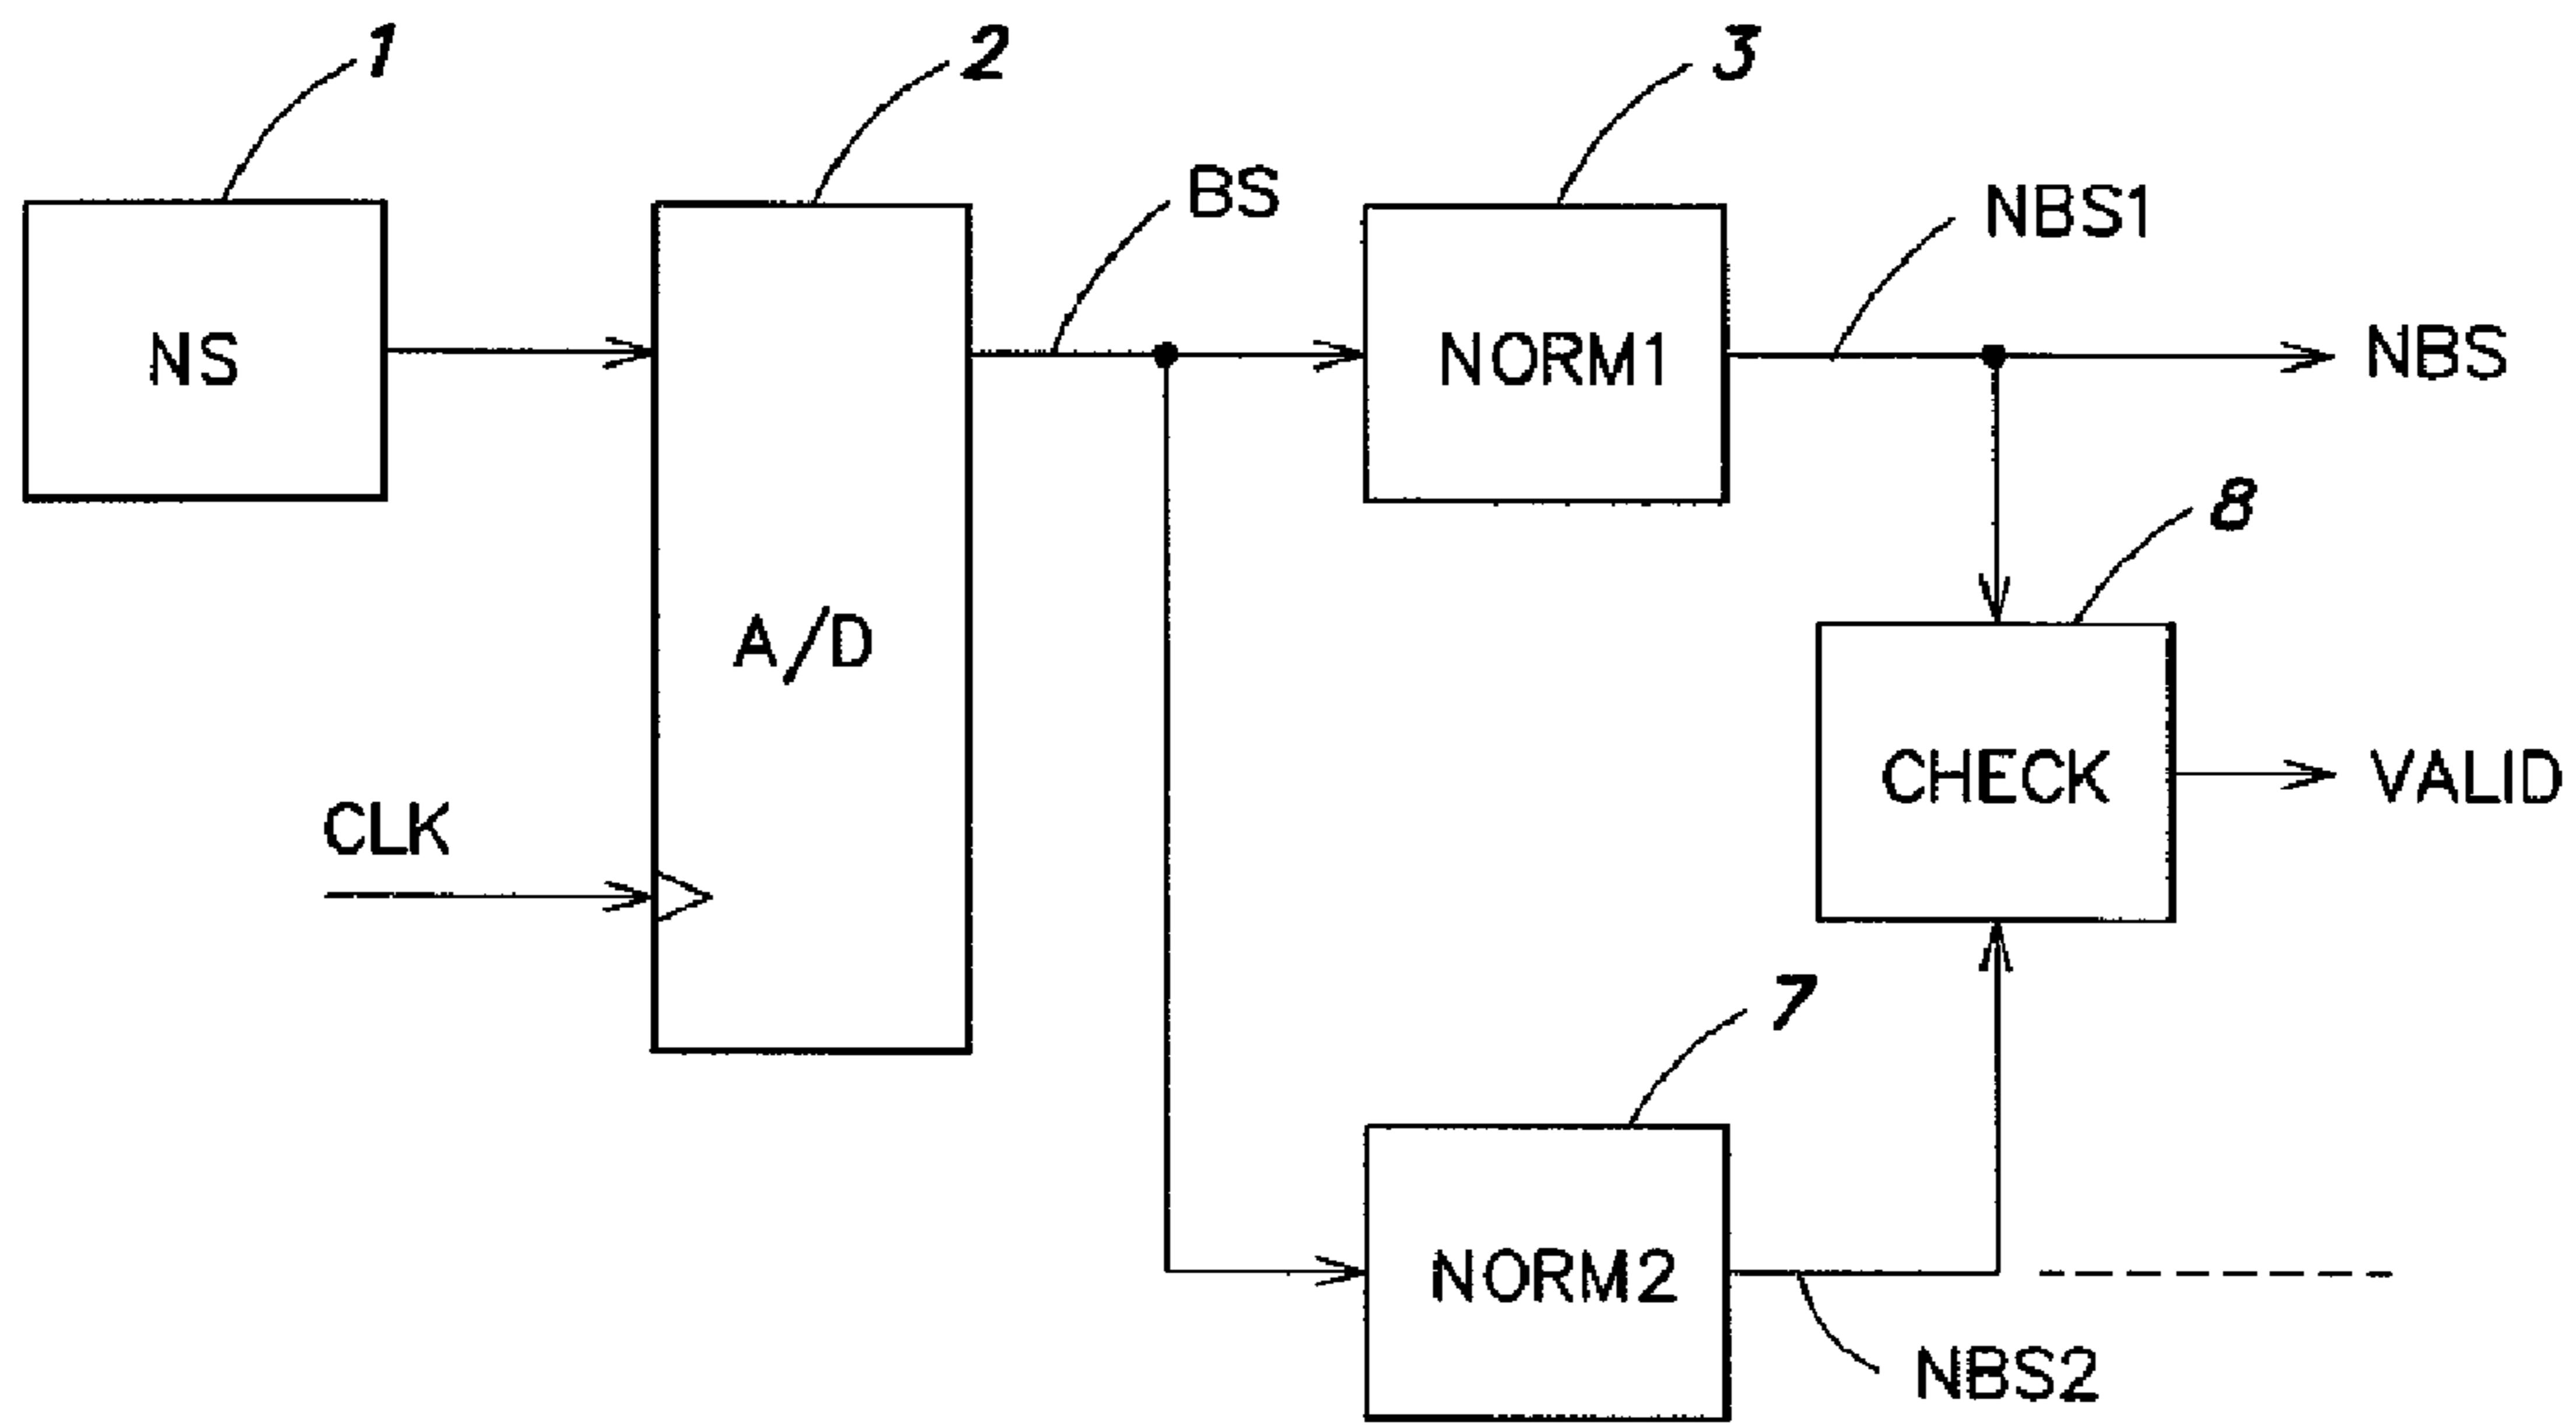 1
2
3
BS
NBS1
NS
NORM1
NBS
8
A/D
CHECK
VALID
CLK
7
NORM2
NBS2